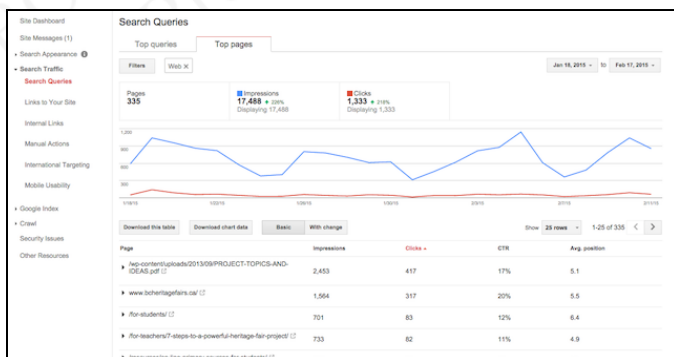 Site Dashboard
Site Messages (1)
Search Appearance
Search Traffic
Search Queries
Links to Your Site
Internal Links
Manual Actions
International Targeting
Mobile Usability
Google Index
Crawl
Security Issues
Other Resources
Search Queries
Top queries Top pages
Filters Web × Jan 18, 2015 to Feb 17, 2015
Pages Impressions Clicks
335 17,488 1,333
Displaying 17,488 Displaying 1,333
1,200
900
600
300
Download this table Download chart data Basic With change Show 25 rows 1-25 of 335
Page Impressions Clicks CTR Avg. position
/wp-content/uploads/2013/09/PROJECT-TOPICS-AND-
IDEAS.pdf 2,453 417 17% 5.1
www.bcheritagefairs.ca/ 1,564 317 20% 5.5
/for-students/ 701 83 12% 6.4
/for-teachers/7-steps-to-a-powerful-heritage-fair-project/ 733 82 11% 4.9